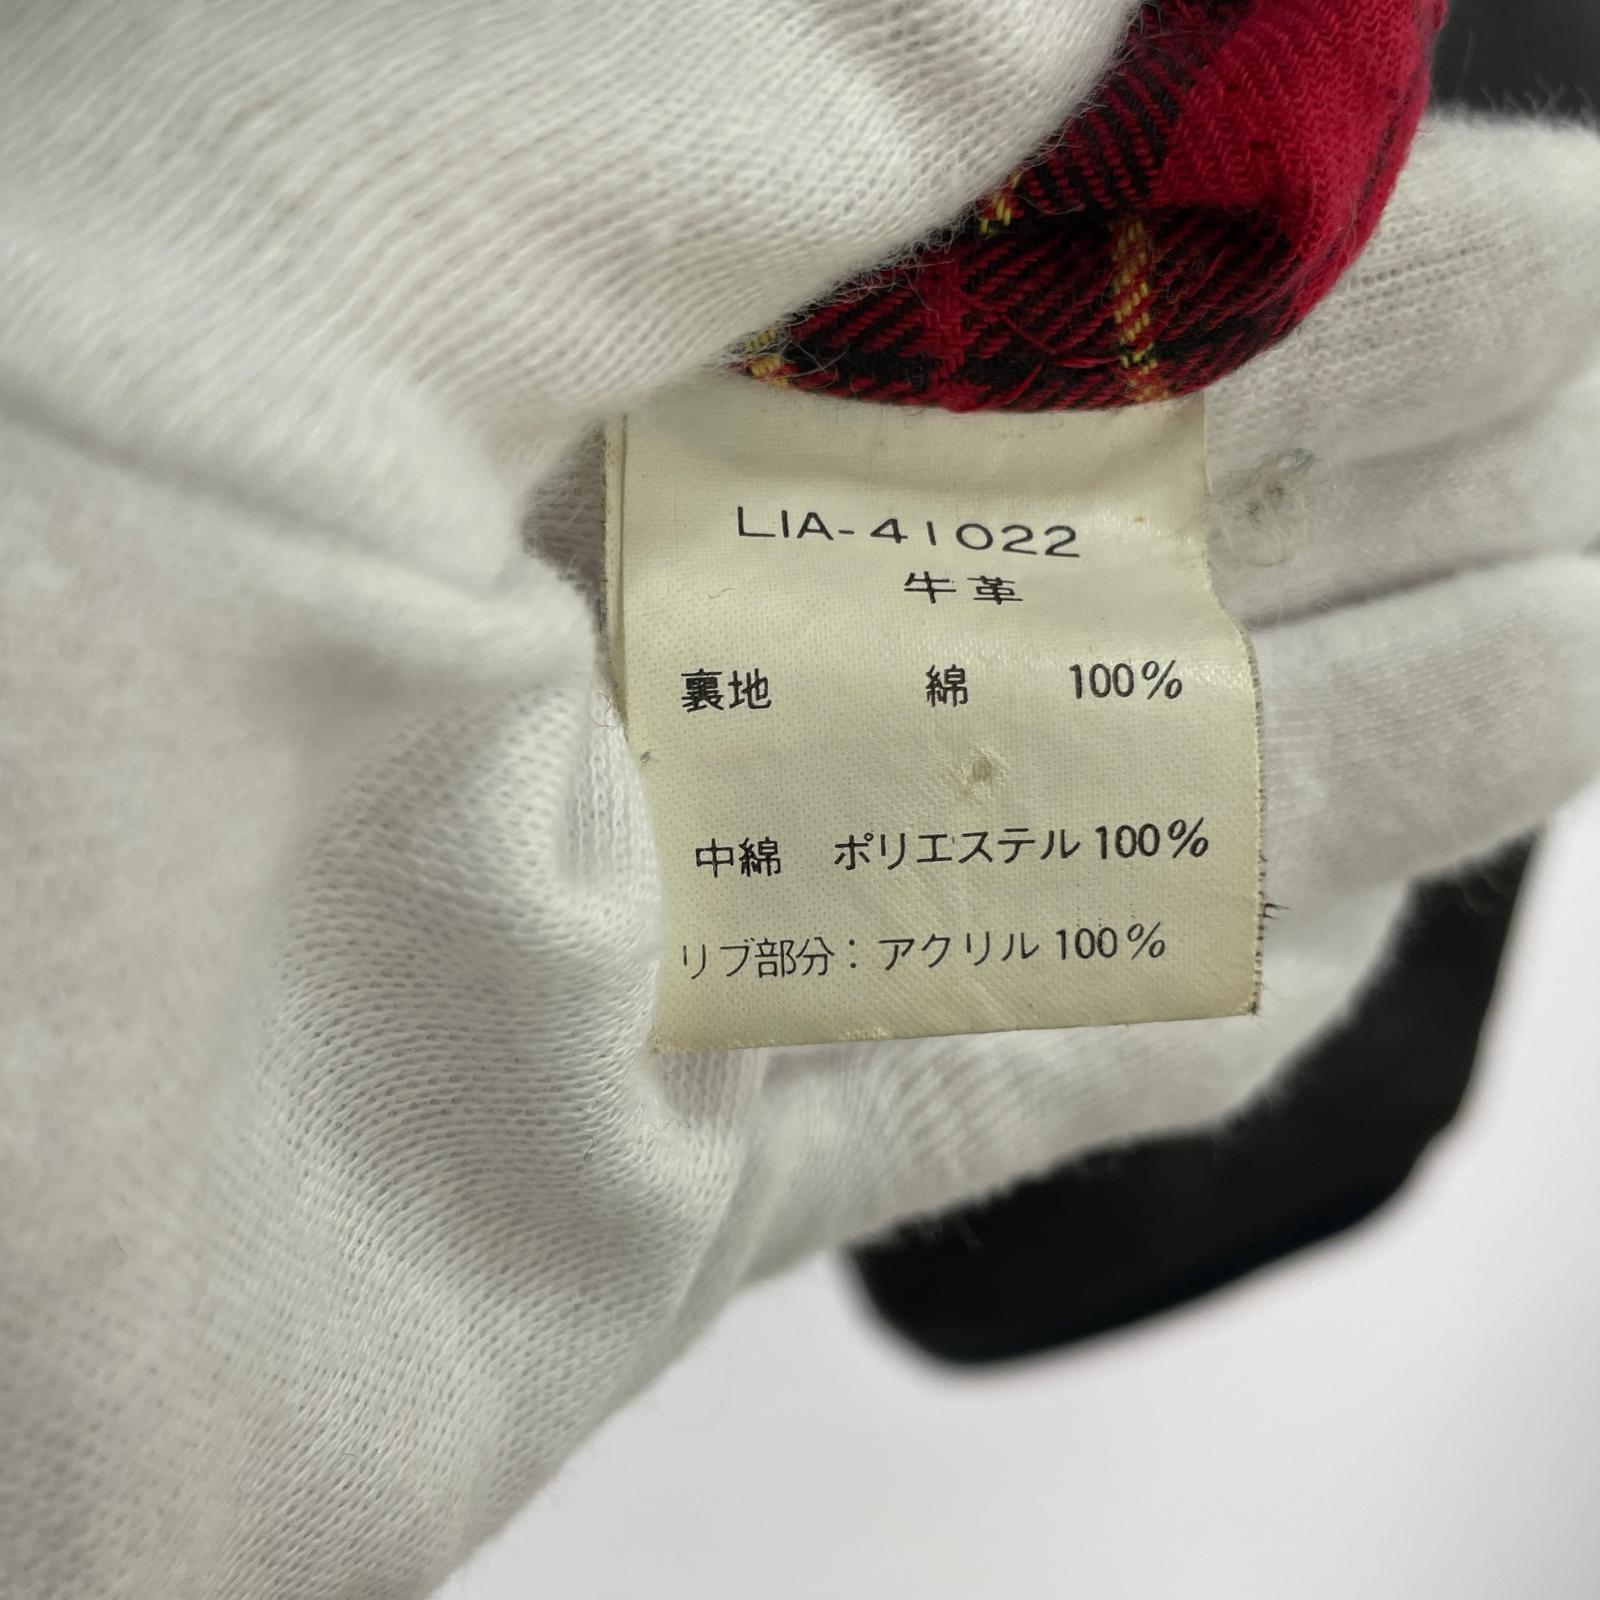 LIA-41022
牛革
裏地 綿 100%
中綿 ポリエステル 100%
リブ部分：アクリル 100%